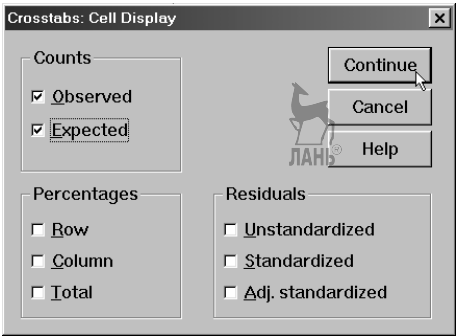 Crosstabs: Cell Display
Counts
Observed
Expected
Continue
Cancel
Help
ЛАНЬ®
Percentages
Row
Column
Total
Residuals
Unstandardized
Standardized
Adj. standardized